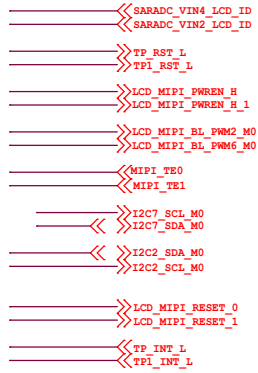 SARADC_VIN4_LCD_ID
SARADC_VIN2_LCD_ID
TP_RST_L
TP1_RST_L
LCD_MIPI_PWREN_H
LCD_MIPI_PWREN_H_1
LCD_MIPI_BL_PWM2_M0
LCD_MIPI_BL_PWM6_M0
MIPI_TE0
MIPI_TE1
I2C7_SCL_M0
I2C7_SDA_M0
I2C2_SDA_M0
I2C2_SCL_M0
LCD_MIPI_RESET_0
LCD_MIPI_RESET_1
TP_INT_L
TP1_INT_L